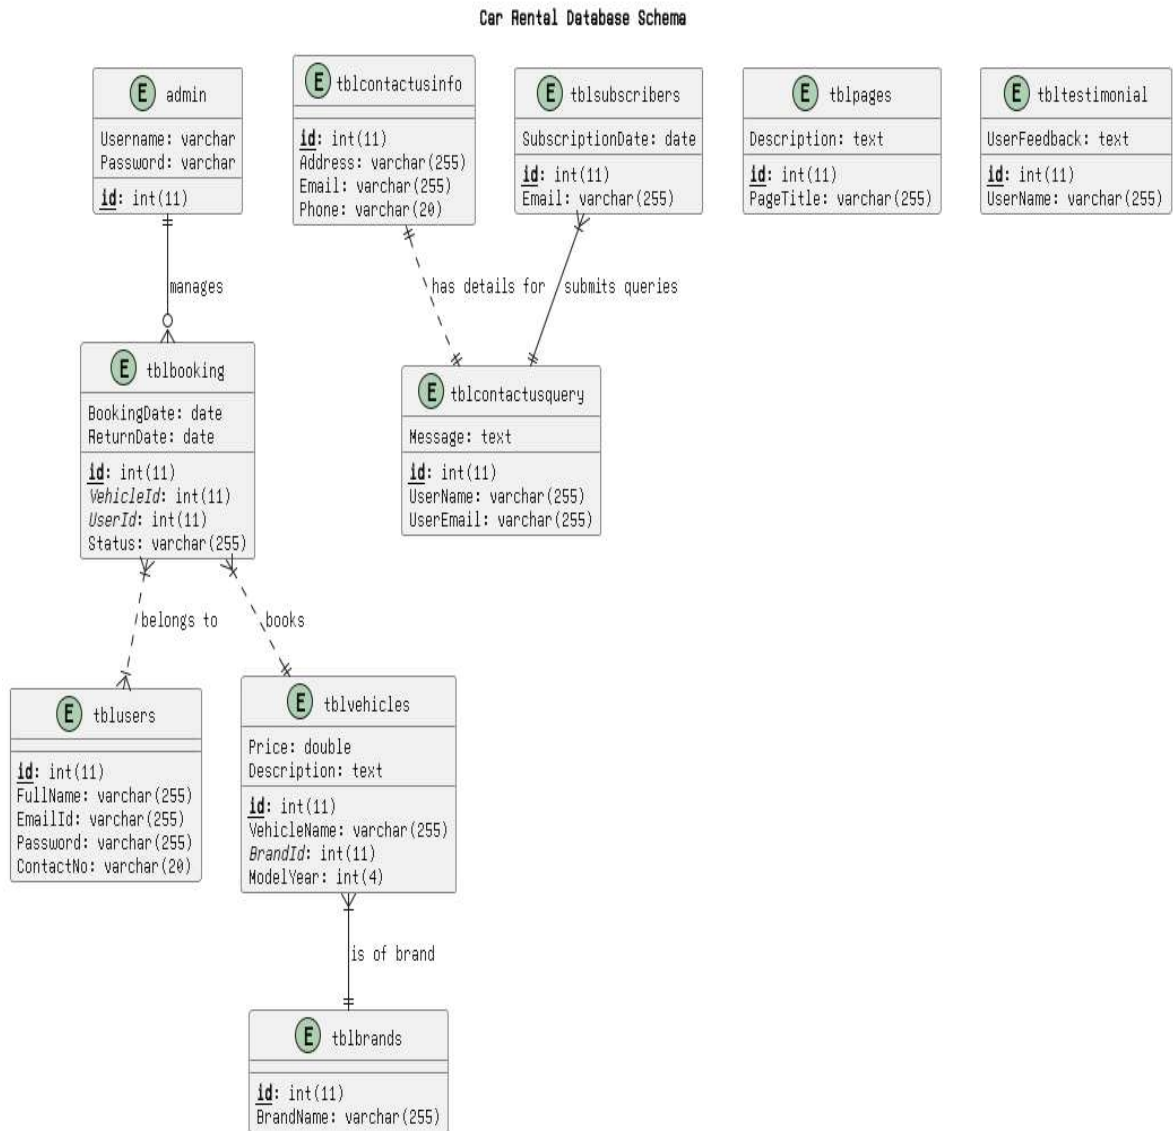 Car Rental Database Schema
E admin
Username: varchar
Password: varchar
id: int(11)
E tblcontactusinfo
id: int(11)
Address: varchar(255)
Email: varchar(255)
Phone: varchar(20)
E tblsubscribers
SubscriptionDate: date
id: int(11)
Email: varchar(255)
E tblpages
Description: text
id: int(11)
PageTitle: varchar(255)
E tbltestimonial
UserFeedback: text
id: int(11)
UserName: varchar(255)
manages
has details for
submits queries
E tblbooking
BookingDate: date
ReturnDate: date
id: int(11)
VehicleId: int(11)
UserId: int(11)
Status: varchar(255)
E tblcontactusquery
Message: text
id: int(11)
UserName: varchar(255)
UserEmail: varchar(255)
belongs to
books
E tblusers
id: int(11)
FullName: varchar(255)
EmailId: varchar(255)
Password: varchar(255)
ContactNo: varchar(20)
E tblvehicles
Price: double
Description: text
id: int(11)
VehicleName: varchar(255)
BrandId: int(11)
ModelYear: int(4)
is of brand
E tblbrands
id: int(11)
BrandName: varchar(255)